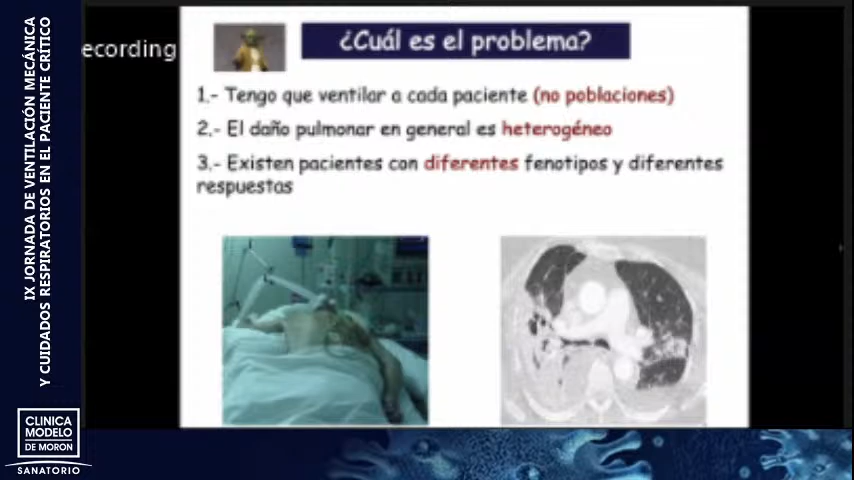 IX JORNADA DE VENTILACIÓN MECÁNICA
Y CUIDADOS RESPIRATORIOS EN EL PACIENTE CRÍTICO
CLINICA
MODELO
DE MORON
SANATORIO
ecording
¿Cuál es el problema?
1.- Tengo que ventilar a cada paciente (no poblaciones)
2.- El daño pulmonar en general es heterogéneo
3.- Existen pacientes con diferentes fenotipos y diferentes
respuestas